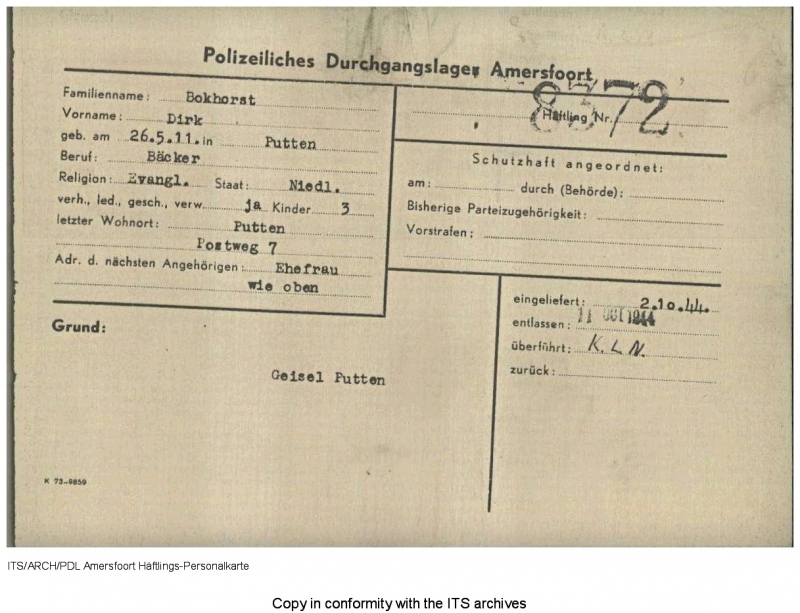 Polizeiliches Durchgangslager Amersfoort
Familienname: Bokhorst
Vorname: Dirk
geb. am 26.5.11. in Putten
Beruf: Bäcker
Religion: Evangl. Staat: Niedl.
verh., led., gesch., verw. ja Kinder 3
letzter Wohnort: Putten
Postweg 7
Adr. d. nächsten Angehörigen: Ehefrau
wie oben
Häftling Nr. 8372
Schutzhaft angeordnet:
am: durch (Behörde):
Bisherige Parteizugehörigkeit:
Vorstrafen:
Grund:
Geisel Putten
eingeliefert: 2.10.44.
entlassen: 11 OCT 1944
überführt: K.L.N.
zurück:
K 73-9859
ITS/ARCH/PDL Amersfoort Häftlings-Personalkarte
Copy in conformity with the ITS archives